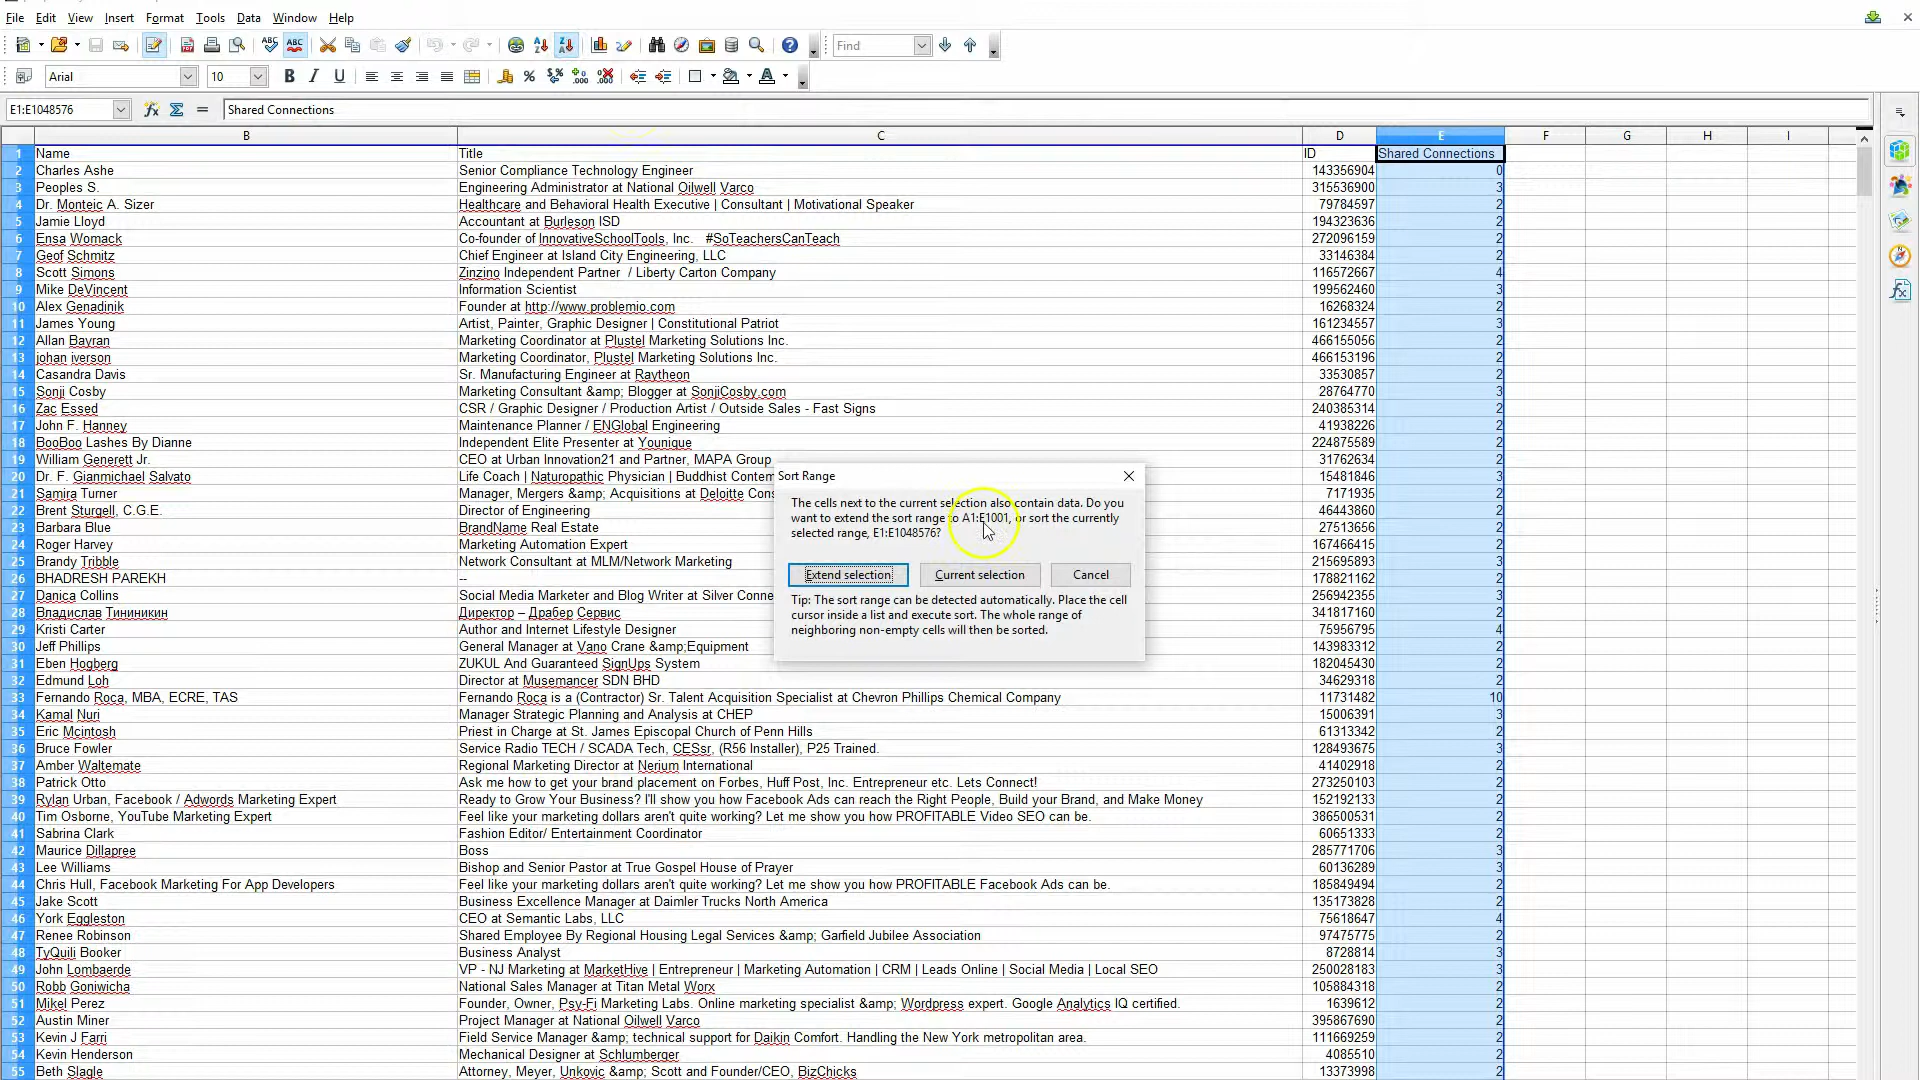 File Edit View Insert Format Tools Data Window Help
Find
Arial 10
E1:E1048576 Shared Connections
B C D E F G H I
1 Name Title ID Shared Connections
2 Charles Ashe Senior Compliance Technology Engineer 143356904 0
3 Peoples S. Engineering Administrator at National Oilwell Varco 315536900 3
4 Dr. Monteic A. Sizer Healthcare and Behavioral Health Executive | Consultant | Motivational Speaker 79784597 2
5 Jamie Lloyd Accountant at Burleson ISD 194323636 2
6 Ensa Womack Co-founder of InnovativeSchoolTools, Inc. #SoTeachersCanTeach 272096159 2
7 Geof Schmitz Chief Engineer at Island City Engineering, LLC 33146384 2
8 Scott Simons Zinzino Independent Partner / Liberty Carton Company 116572667 4
9 Mike DeVincent Information Scientist 199562460 3
10 Alex Genadinik Founder at http://www.problemio.com 16268324 2
11 James Young Artist, Painter, Graphic Designer | Constitutional Patriot 161234557 3
12 Allan Bayran Marketing Coordinator at Plustel Marketing Solutions Inc. 466155056 2
13 johan iverson Marketing Coordinator, Plustel Marketing Solutions Inc. 466153196 2
14 Casandra Davis Sr. Manufacturing Engineer at Raytheon 33530857 2
15 Sonji Cosby Marketing Consultant &amp; Blogger at SonjiCosby.com 28764770 3
16 Zac Essed CSR / Graphic Designer / Production Artist / Outside Sales - Fast Signs 240385314 2
17 John F. Hanney Maintenance Planner / ENGlobal Engineering 41938226 2
18 BooBoo Lashes By Dianne Independent Elite Presenter at Younique 224875589 2
19 William Generett Jr. CEO at Urban Innovation21 and Partner, MAPA Group 31762634 2
20 Dr. F. Gianmichael Salvato Life Coach | Naturopathic Physician | Buddhist Contem 15481846 3
21 Samira Turner Manager, Mergers &amp; Acquisitions at Deloitte Cons 7171935 2
22 Brent Sturgell, C.G.E. Director of Engineering 46443860 2
23 Barbara Blue BrandName Real Estate 27513656 2
24 Roger Harvey Marketing Automation Expert 167466415 2
25 Brandy Tribble Network Consultant at MLM/Network Marketing 215695893 3
26 BHADRESH PAREKH -- 178821162 2
27 Danica Collins Social Media Marketer and Blog Writer at Silver Conne 256942355 3
28 Владислав Тининикин Директор – Драбер Сервис 341817160 2
29 Kristi Carter Author and Internet Lifestyle Designer 75956795 4
30 Jeff Phillips General Manager at Vano Crane &amp;Equipment 143983312 2
31 Eben Hogberg ZUKUL And Guaranteed SignUps System 182045430 2
32 Edmund Loh Director at Musemancer SDN BHD 34629318 2
33 Fernando Roca, MBA, ECRE, TAS Fernando Roca is a (Contractor) Sr. Talent Acquisition Specialist at Chevron Phillips Chemical Company 11731482 10
34 Kamal Nuri Manager Strategic Planning and Analysis at CHEP 15006391 3
35 Eric Mcintosh Priest in Charge at St. James Episcopal Church of Penn Hills 61313342 2
36 Bruce Fowler Service Radio TECH / SCADA Tech, CESsr, (R56 Installer), P25 Trained. 128493675 3
37 Amber Waltemate Regional Marketing Director at Nerium International 41402918 2
38 Patrick Otto Ask me how to get your brand placement on Forbes, Huff Post, Inc. Entrepreneur etc. Lets Connect! 273250103 2
39 Rylan Urban, Facebook / Adwords Marketing Expert Ready to Grow Your Business? I'll show you how Facebook Ads can reach the Right People, Build your Brand, and Make Money 152192133 2
40 Tim Osborne, YouTube Marketing Expert Feel like your marketing dollars aren't quite working? Let me show you how PROFITABLE Video SEO can be. 386500531 2
41 Sabrina Clark Fashion Editor/ Entertainment Coordinator 60651333 2
42 Maurice Dillapree Boss 285771706 3
43 Lee Williams Bishop and Senior Pastor at True Gospel House of Prayer 60136289 3
44 Chris Hull, Facebook Marketing For App Developers Feel like your marketing dollars aren't quite working? Let me show you how PROFITABLE Facebook Ads can be. 185849494 2
45 Jake Scott Business Excellence Manager at Daimler Trucks North America 135173828 2
46 York Eggleston CEO at Semantic Labs, LLC 75618647 4
47 Renee Robinson Shared Employee By Regional Housing Legal Services &amp; Garfield Jubilee Association 97475775 2
48 TyQuili Booker Business Analyst 8728814 3
49 John Lombaerde VP - NJ Marketing at MarketHive | Entrepreneur | Marketing Automation | CRM | Leads Online | Social Media | Local SEO 250028183 3
50 Robb Goniwicha National Sales Manager at Titan Metal Worx 105884318 2
51 Mikel Perez Founder, Owner, Psy-Fi Marketing Labs. Online marketing specialist &amp; Wordpress expert. Google Analytics IQ certified. 1639612 2
52 Austin Miner Project Manager at National Oilwell Varco 395867690 2
53 Kevin J Farri Field Service Manager &amp; technical support for Daikin Comfort. Handling the New York metropolitan area. 111669259 2
54 Kevin Henderson Mechanical Designer at Schlumberger 4085510 2
55 Beth Slagle Attorney, Meyer, Unkovic &amp; Scott and Founder/CEO, BizChicks 13373998 2
Sort Range
The cells next to the current selection also contain data. Do you
want to extend the sort range to A1:E1001, or sort the currently
selected range, E1:E1048576?
Extend selection Current selection Cancel
Tip: The sort range can be detected automatically. Place the cell
cursor inside a list and execute sort. The whole range of
neighboring non-empty cells will then be sorted.